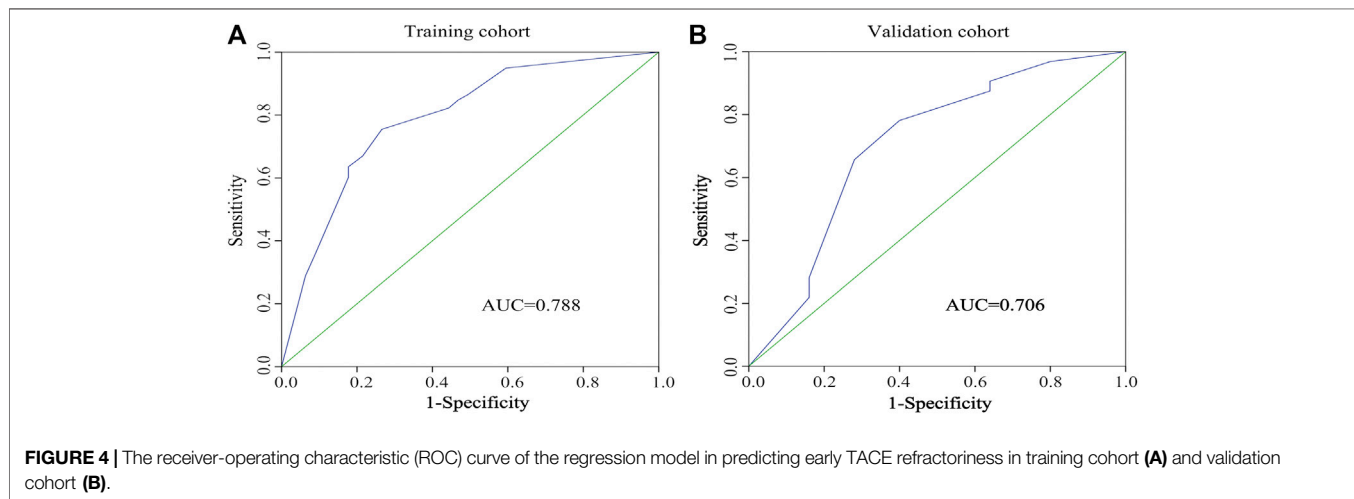 A
Training cohort
Sensitivity
1.0
0.8
0.6
0.4
0.2
0.0
AUC=0.788
0.0 0.2 0.4 0.6 0.8 1.0
1-Specificity
B
Validation cohort
Sensitivity
1.0
0.8
0.6
0.4
0.2
0.0
AUC=0.706
0.0 0.2 0.4 0.6 0.8 1.0
1-Specificity
FIGURE 4 | The receiver-operating characteristic (ROC) curve of the regression model in predicting early TACE refractoriness in training cohort (A) and validation
cohort (B).